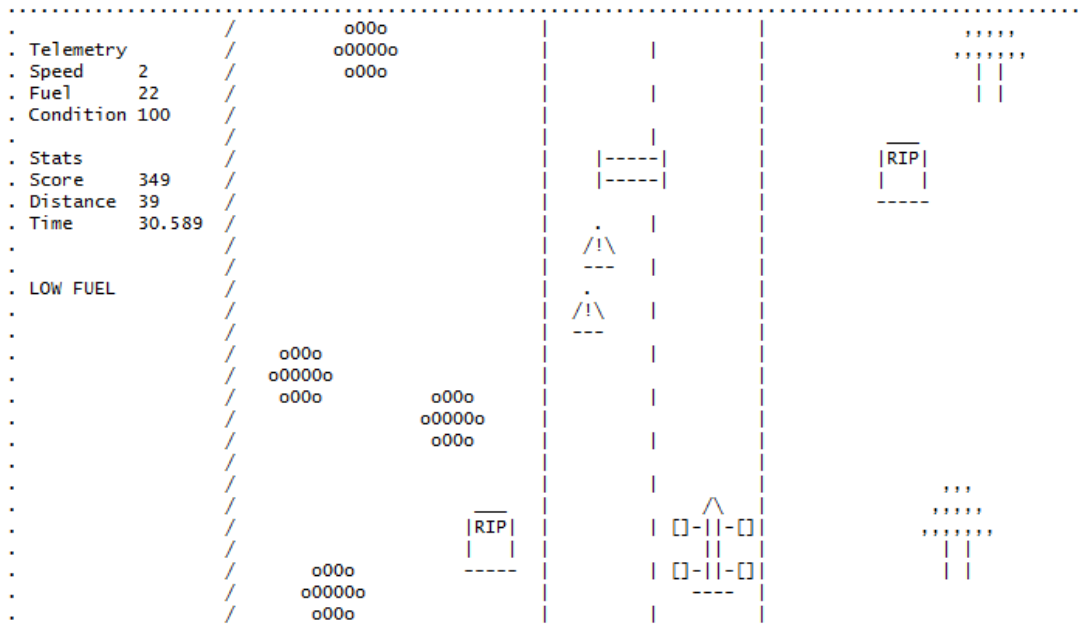 Telemetry
Speed 2
Fuel 22
Condition 100
Stats
Score 349
Distance 39
Time 30.589
LOW FUEL
RIP
RIP